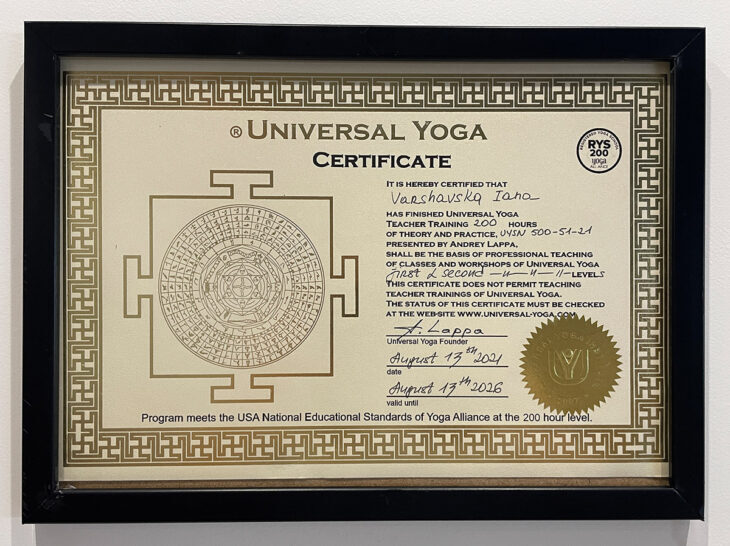 ® UNIVERSAL YOGA
CERTIFICATE
REGISTERED YOGA SCHOOL
RYS
200
yoga
ALLIANCE
IT IS HEREBY CERTIFIED THAT
Varshavska Iana
HAS FINISHED UNIVERSAL YOGA
TEACHER TRAINING 200 HOURS
OF THEORY AND PRACTICE, UYSN 500-51-21
PRESENTED BY ANDREY LAPPA,
SHALL BE THE BASIS OF PROFESSIONAL TEACHING
OF CLASSES AND WORKSHOPS OF UNIVERSAL YOGA
first & second —„—„—„— LEVELS
THIS CERTIFICATE DOES NOT PERMIT TEACHING
TEACHER TRAININGS OF UNIVERSAL YOGA.
THE STATUS OF THIS CERTIFICATE MUST BE CHECKED
AT THE WEB-SITE WWW.UNIVERSAL-YOGA.COM
A. Lappa
Universal Yoga Founder
August 13th 2021
date
August 13th 2026
valid until
Program meets the USA National Educational Standards of Yoga Alliance at the 200 hour level.